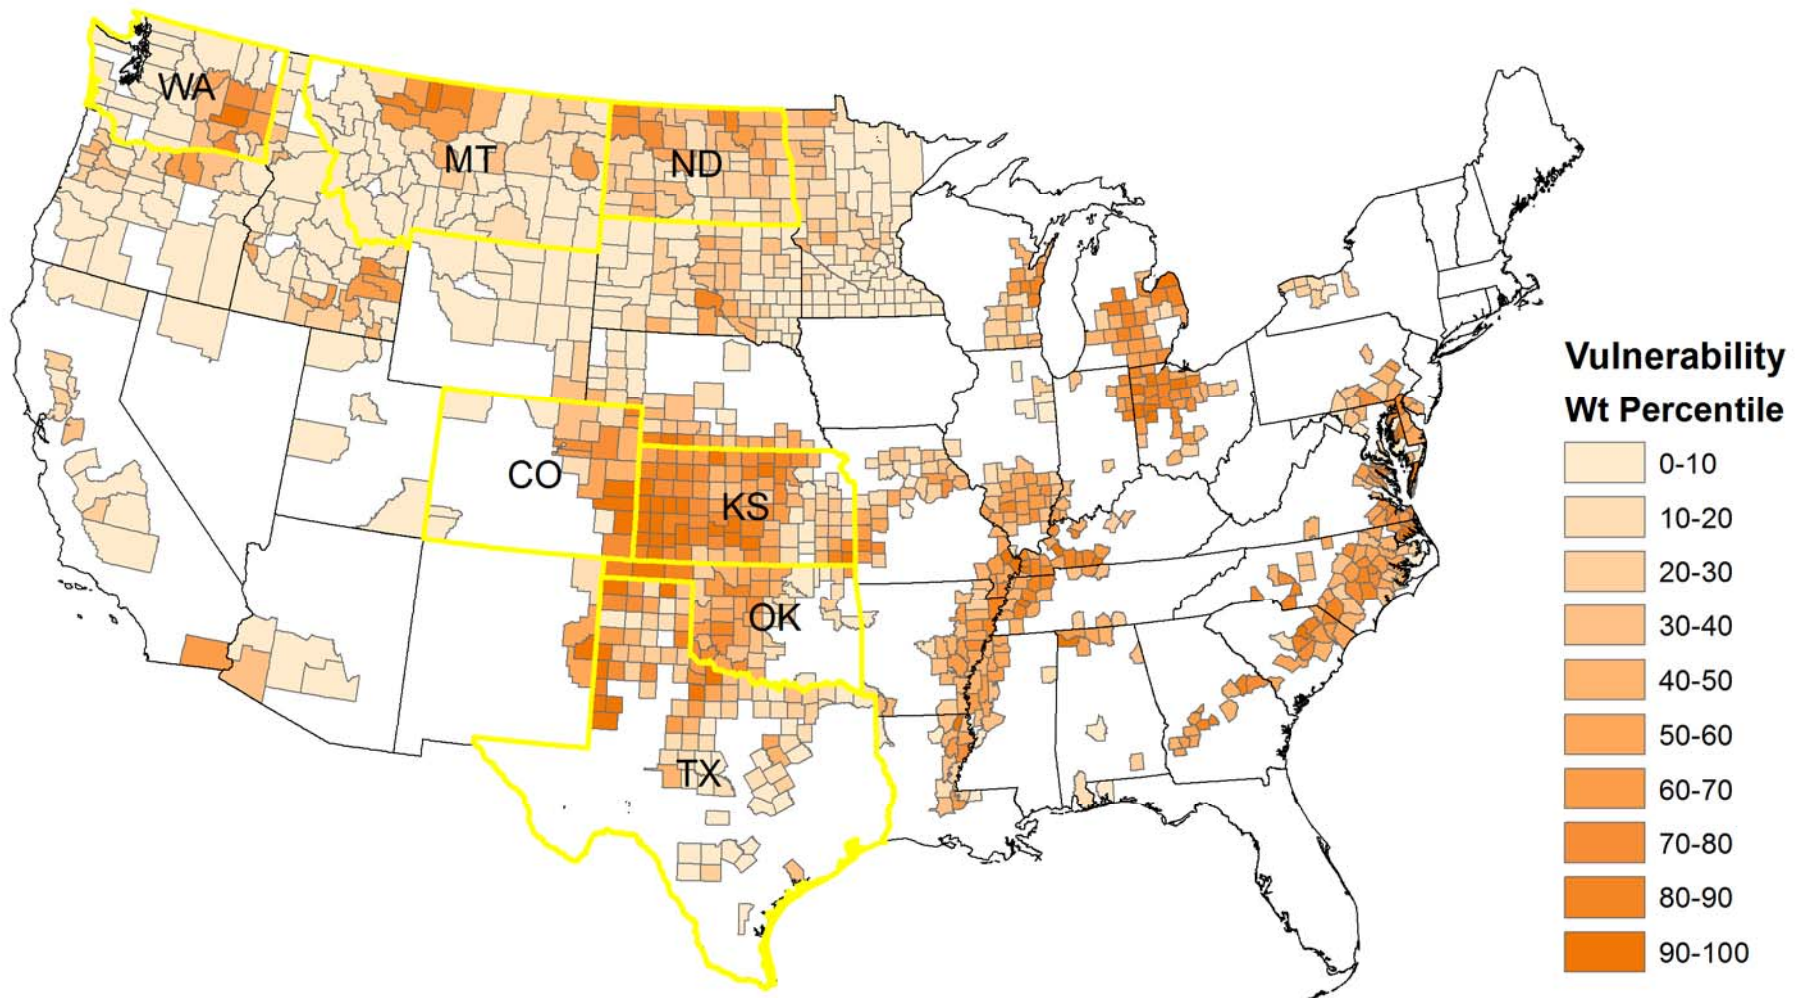 WA
MT
ND
CO
KS
OK
TX
Vulnerability
Wt Percentile
0-10
10-20
20-30
30-40
40-50
50-60
60-70
70-80
80-90
90-100